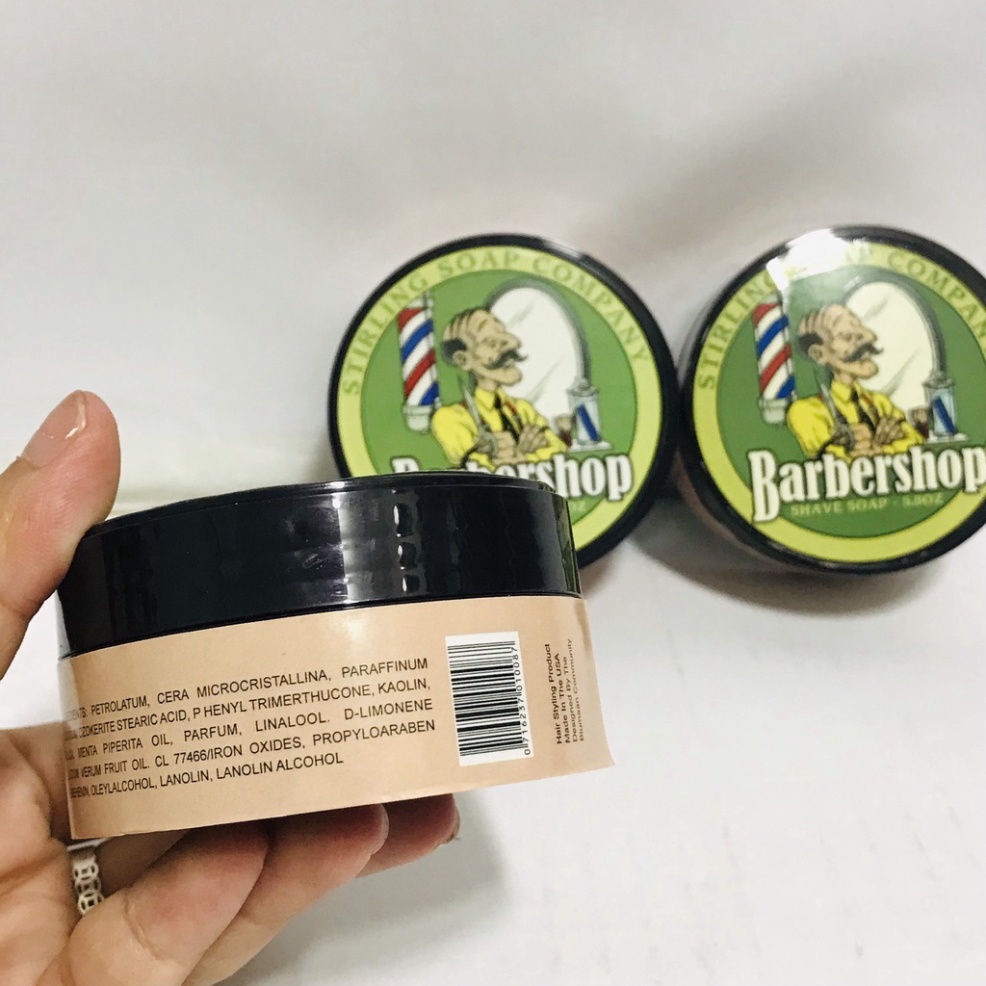 STIRLING SOAP COMPANY
Barbershop
STIRLING SOAP COMPANY
Barbershop
SHAVE SOAP · 5.8OZ
PETROLATUM, CERA MICROCRISTALLINA, PARAFFINUM
OZOKERITE STEARIC ACID, P HENYL TRIMERTHUCONE, KAOLIN,
MENTA PIPERITA OIL, PARFUM, LINALOOL. D-LIMONENE
VERUM FRUIT OIL. CL 77466/IRON OXIDES, PROPYLOARABEN
OLEYLALCOHOL, LANOLIN, LANOLIN ALCOHOL
0716237010087
Hair Styling Product
Made In The USA
Designed By The
Blumaan Community